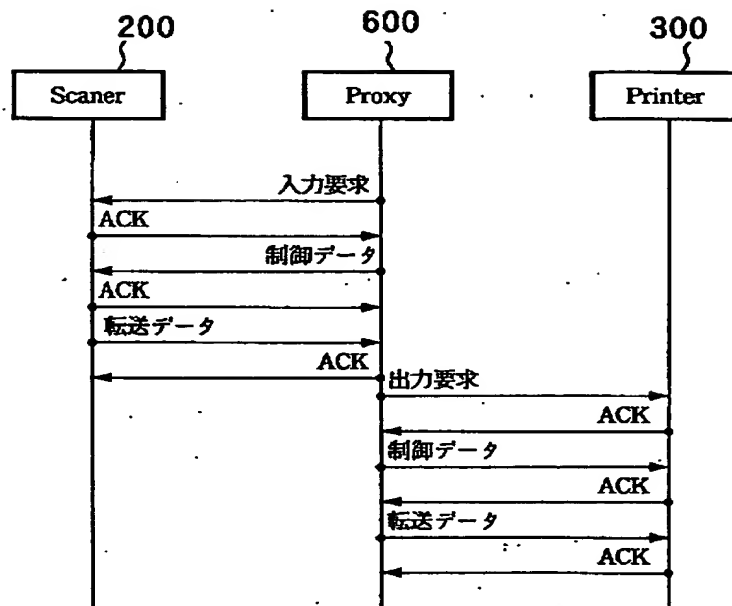 200 600 300
Scaner Proxy Printer
入力要求
ACK
制御データ
ACK
転送データ
ACK
出力要求
ACK
制御データ
ACK
転送データ
ACK